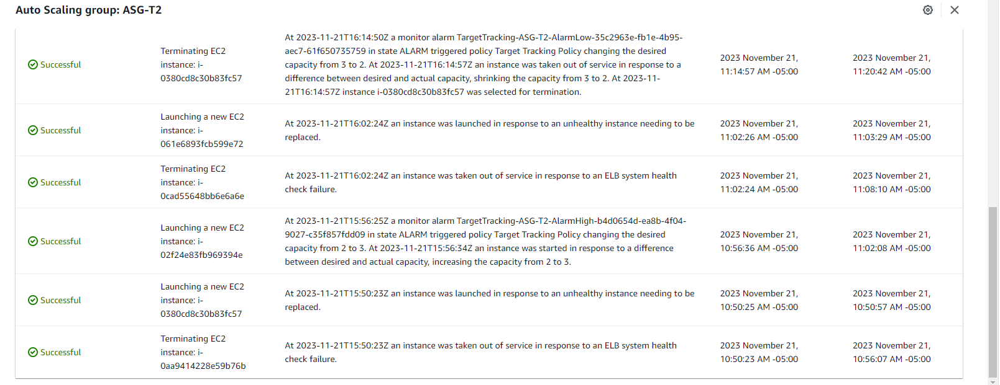 Auto Scaling group: ASG-T2
Successful
Terminating EC2
instance: i-
0380cd8c30b83fc57
At 2023-11-21T16:14:50Z a monitor alarm TargetTracking-ASG-T2-AlarmLow-35c2963e-fb1e-4b95-
aec7-61f650735759 in state ALARM triggered policy Target Tracking Policy changing the desired
capacity from 3 to 2. At 2023-11-21T16:14:57Z an instance was taken out of service in response to a
difference between desired and actual capacity, shrinking the capacity from 3 to 2. At 2023-11-
21T16:14:57Z instance i-0380cd8c30b83fc57 was selected for termination.
2023 November 21,
11:14:57 AM -05:00
2023 November 21,
11:20:42 AM -05:00
Successful
Launching a new EC2
instance: i-
061e6893fcb599e72
At 2023-11-21T16:02:24Z an instance was launched in response to an unhealthy instance needing to be
replaced.
2023 November 21,
11:02:26 AM -05:00
2023 November 21,
11:03:29 AM -05:00
Successful
Terminating EC2
instance: i-
0cad55648bb6e6a6e
At 2023-11-21T16:02:24Z an instance was taken out of service in response to an ELB system health
check failure.
2023 November 21,
11:02:24 AM -05:00
2023 November 21,
11:08:10 AM -05:00
Successful
Launching a new EC2
instance: i-
02f24e83fb969394e
At 2023-11-21T15:56:25Z a monitor alarm TargetTracking-ASG-T2-AlarmHigh-b4d0654d-ea8b-4f04-
9027-c35f857fdd09 in state ALARM triggered policy Target Tracking Policy changing the desired
capacity from 2 to 3. At 2023-11-21T15:56:34Z an instance was started in response to a difference
between desired and actual capacity, increasing the capacity from 2 to 3.
2023 November 21,
10:56:36 AM -05:00
2023 November 21,
11:02:08 AM -05:00
Successful
Launching a new EC2
instance: i-
0380cd8c30b83fc57
At 2023-11-21T15:50:23Z an instance was launched in response to an unhealthy instance needing to be
replaced.
2023 November 21,
10:50:25 AM -05:00
2023 November 21,
10:50:57 AM -05:00
Successful
Terminating EC2
instance: i-
0aa9414228e59b76b
At 2023-11-21T15:50:23Z an instance was taken out of service in response to an ELB system health
check failure.
2023 November 21,
10:50:23 AM -05:00
2023 November 21,
10:56:07 AM -05:00